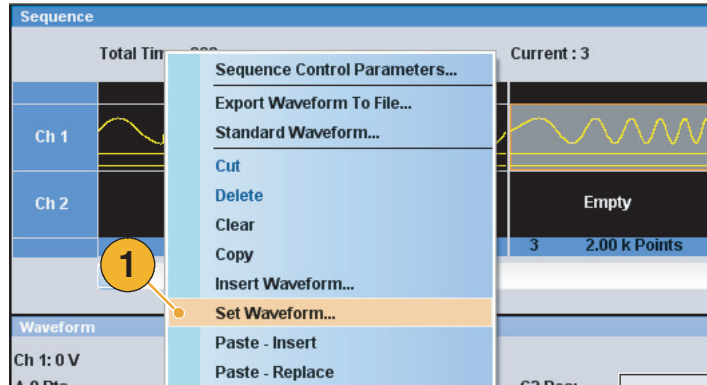 Sequence
Total Tim
Current : 3
Sequence Control Parameters...
Export Waveform To File...
Standard Waveform...
Ch 1
Cut
Delete
Ch 2
Empty
Clear
3 2.00 k Points
Copy
1
Insert Waveform...
Set Waveform...
Waveform
Paste - Insert
Ch 1: 0 V
Paste - Replace